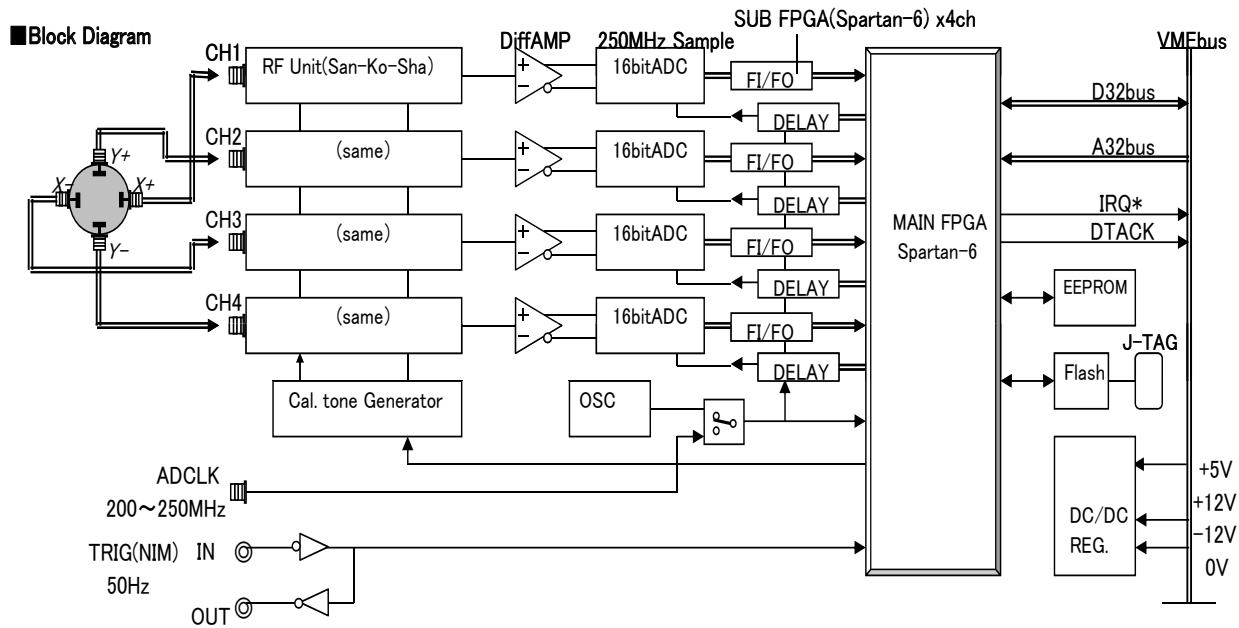 ■Block Diagram
SUB FPGA(Spartan-6) x4ch
CH1
DiffAMP
250MHz Sample
VMEbus
RF Unit(San-Ko-Sha)
+
−
16bitADC
FI/FO
DELAY
D32bus
CH2
(same)
+
−
16bitADC
FI/FO
DELAY
A32bus
Y+
X-
X+
Y-
CH3
(same)
+
−
16bitADC
FI/FO
DELAY
MAIN FPGA
Spartan-6
IRQ*
DTACK
CH4
(same)
+
−
16bitADC
FI/FO
DELAY
EEPROM
J-TAG
Flash
Cal. tone Generator
OSC
ADCLK
200～250MHz
DC/DC
REG.
+5V
+12V
−12V
0V
TRIG(NIM) IN
50Hz
OUT